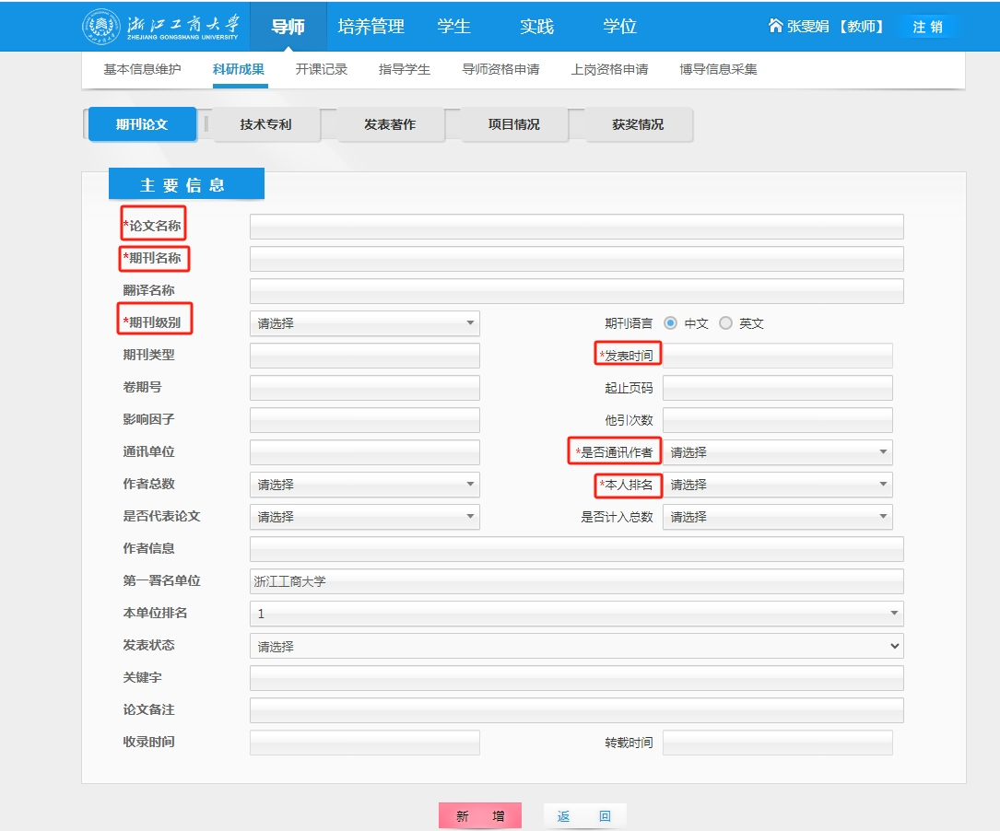 浙江工商大学 导师 培养管理 学生 实践 学位 张雯娟 【教师】 注 销
ZHEJIANG GONGSHANG UNIVERSITY
基本信息维护 科研成果 开课记录 指导学生 导师资格申请 上岗资格申请 博导信息采集
期刊论文 技术专利 发表著作 项目情况 获奖情况
主 要 信 息
*论文名称
*期刊名称
翻译名称
*期刊级别 请选择 期刊语言 中文 英文
期刊类型 *发表时间
卷期号 起止页码
影响因子 他引次数
通讯单位 *是否通讯作者 请选择
作者总数 请选择 *本人排名 请选择
是否代表论文 请选择 是否计入总数 请选择
作者信息
第一署名单位 浙江工商大学
本单位排名 1
发表状态 请选择
关键字
论文备注
收录时间 转载时间
新 增 返 回